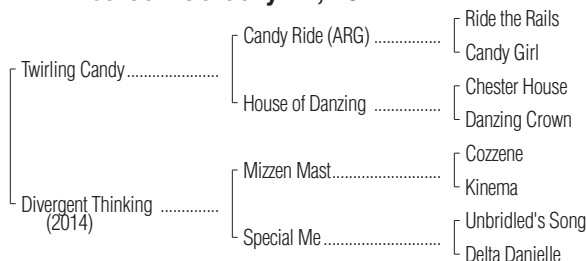 Ride the Rails
Candy Ride (ARG) ................
Candy Girl
Twirling Candy ......................
Chester House
House of Danzing ................
Danzing Crown
Cozzene
Mizzen Mast..........................
Kinema
Divergent Thinking ..............
(2014)
Unbridled's Song
Special Me ............................
Delta Danielle